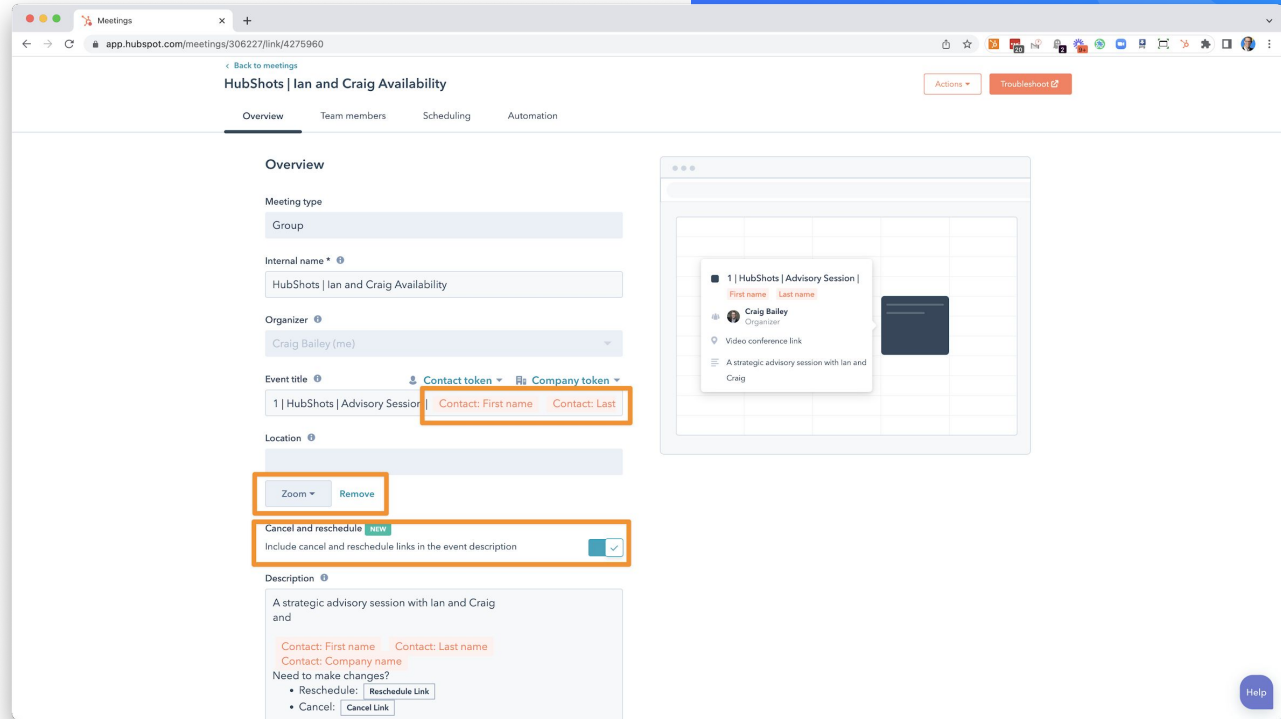 Meetings
app.hubspot.com/meetings/306227/link/4275960
20
2
9+
Back to meetings
HubShots | Ian and Craig Availability
Actions
Troubleshoot
Overview Team members Scheduling Automation
Overview
Meeting type
Group
Internal name *
HubShots | Ian and Craig Availability
Organizer
Craig Bailey (me)
Event title Contact token Company token
1 | HubShots | Advisory Session | Contact: First name Contact: Last
Location
Zoom Remove
Cancel and reschedule NEW
Include cancel and reschedule links in the event description
Description
A strategic advisory session with Ian and Craig
and
Contact: First name Contact: Last name
Contact: Company name
Need to make changes?
• Reschedule: Reschedule Link
• Cancel: Cancel Link
1 | HubShots | Advisory Session |
First name Last name
Craig Bailey
Organizer
Video conference link
A strategic advisory session with Ian and
Craig
Help